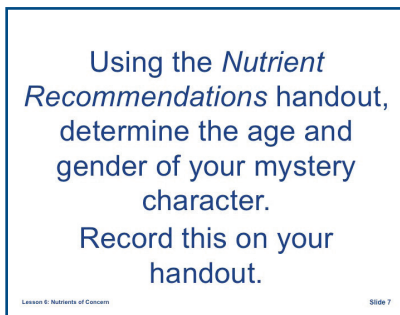 Using the Nutrient
Recommendations handout,
determine the age and
gender of your mystery
character.
Record this on your
handout.
Lesson 6: Nutrients of Concern
Slide 7